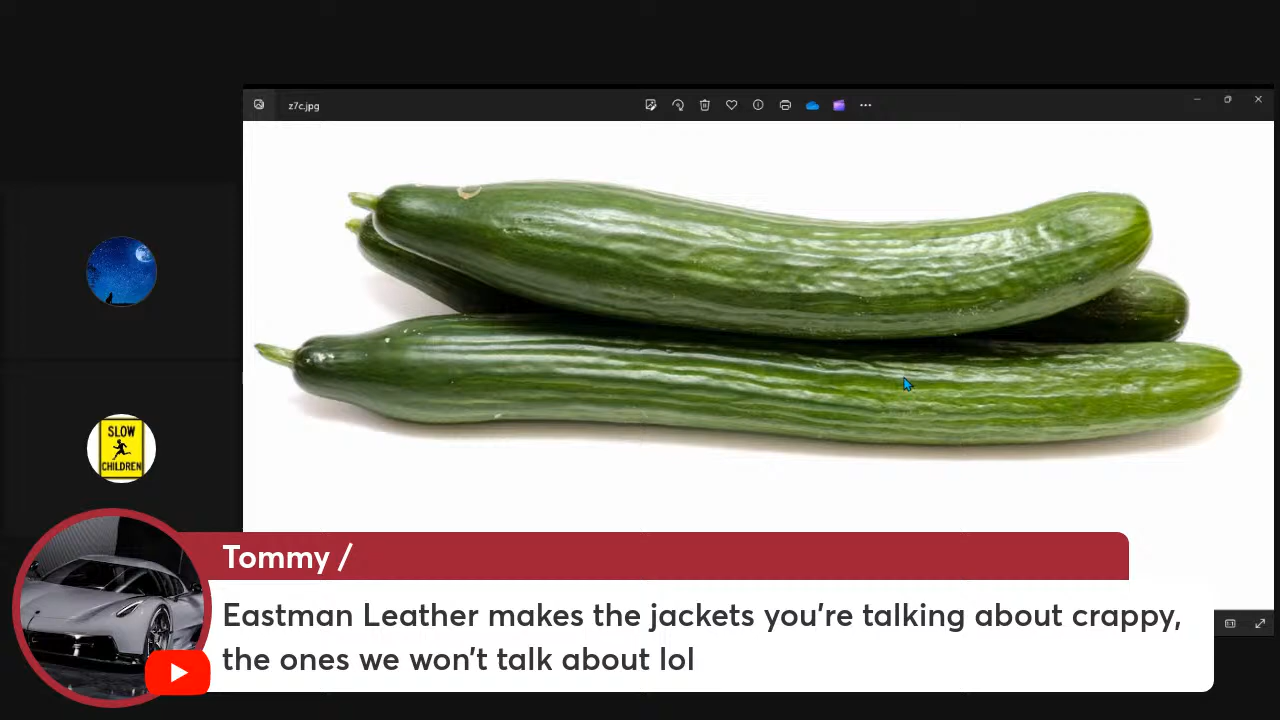 z7c.jpg
SLOW
CHILDREN
Tommy /
Eastman Leather makes the jackets you're talking about crappy,
the ones we won't talk about lol